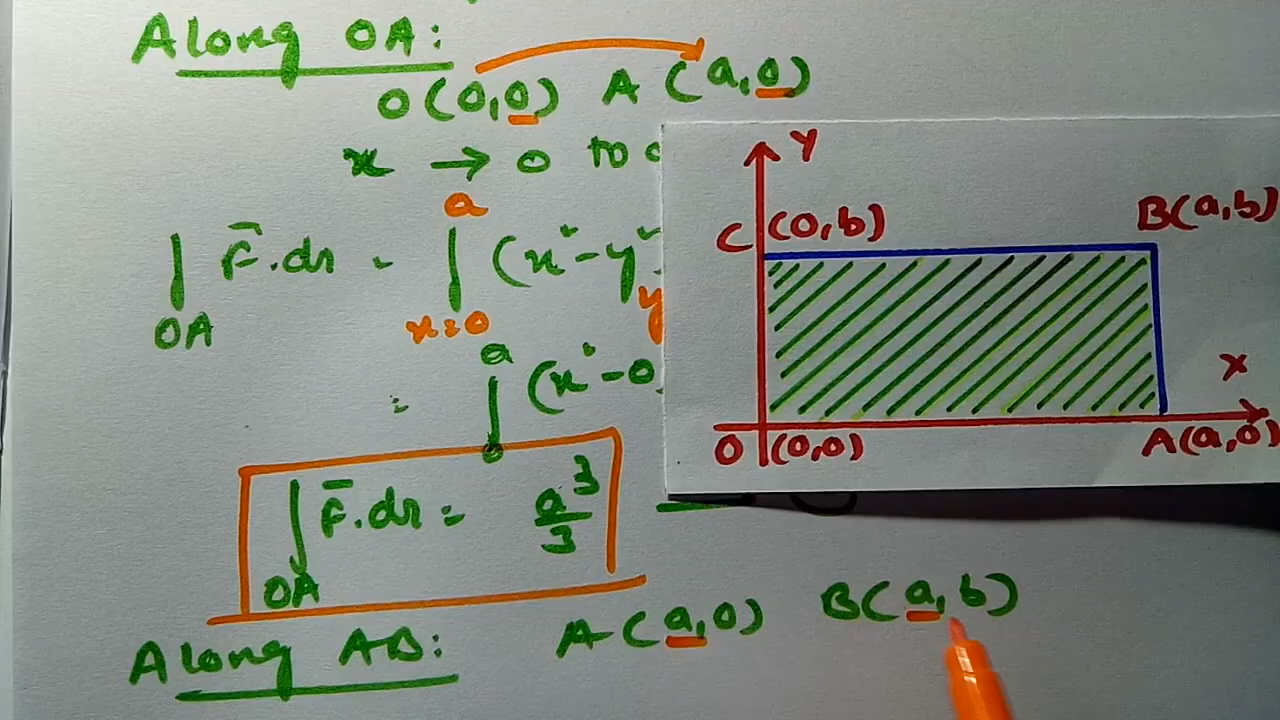 Along OA:
O(0,0) A(a,0)
x → 0 to
a
∫ F̄.dr = ∫ (x²-y²
OA x=0 y
a
= ∫ (x²-0
0
∫ F̄.dr = a³/3
OA
Along AB: A(a,0) B(a,b)
Y
C (0,b) B(a,b)
X
O (0,0) A(a,0)